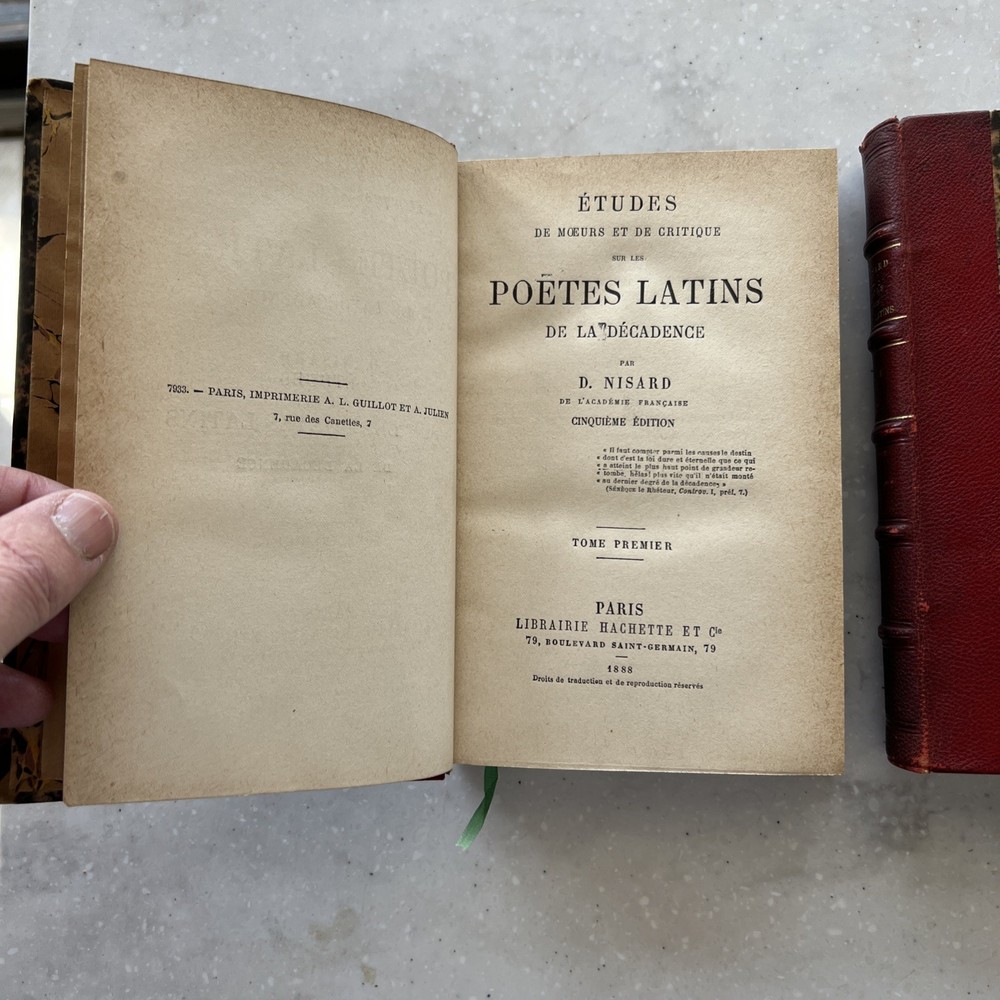 7933. — PARIS, IMPRIMERIE A. L. GUILLOT ET A. JULIEN
7, rue des Canettes, 7
ÉTUDES
DE MŒURS ET DE CRITIQUE
SUR LES
POËTES LATINS
DE LA DÉCADENCE
PAR
D. NISARD
DE L'ACADÉMIE FRANÇAISE
CINQUIÈME ÉDITION
« Il faut compter parmi les causes le destin
« dont c'est la loi dure et éternelle que ce qui
« a atteint le plus haut point de grandeur re-
« tombe, hélas! plus vite qu'il n'était monté
« au dernier degré de la décadence, »
(Sénèque le Rhéteur, Controv. I, préf. 7.)
TOME PREMIER
PARIS
LIBRAIRIE HACHETTE ET Cie
79, BOULEVARD SAINT-GERMAIN, 79
1888
Droits de traduction et de reproduction réservés